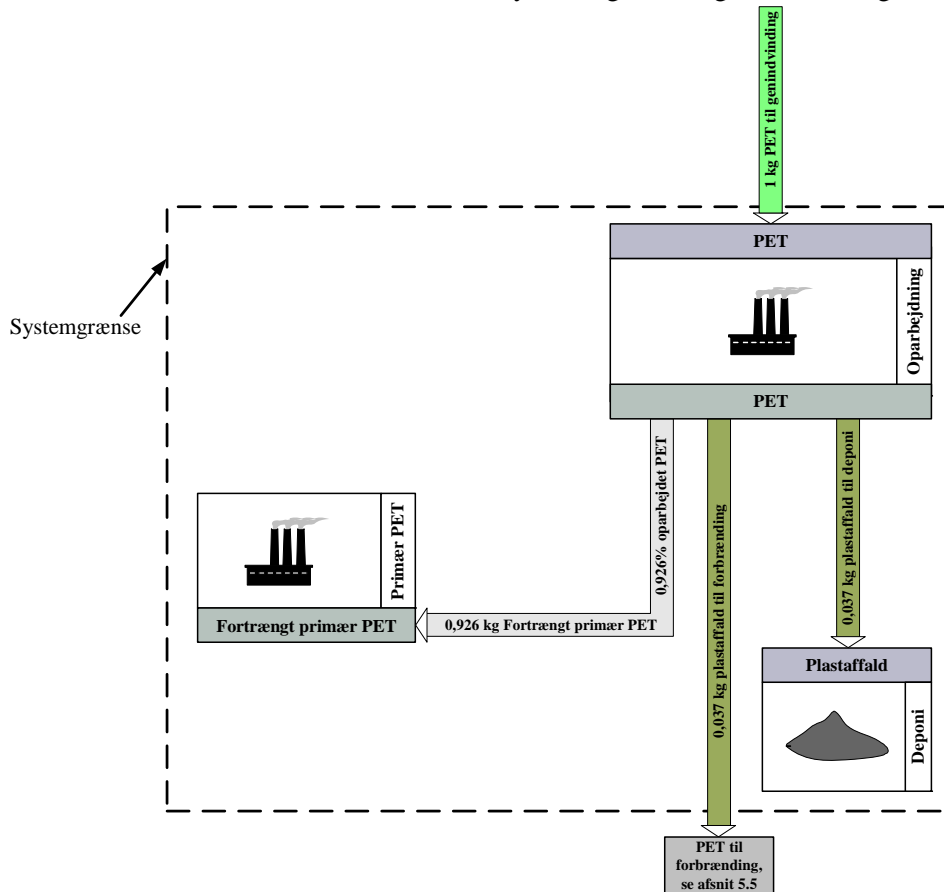 1 kg PET til genindvinding
PET
Systemgrænse
Oparbejdning
PET
0,926% oparbejdet PET
0,037 kg plastaffald til forbrænding
0,037 kg plastaffald til deponi
Primær PET
Fortrængt primær PET
0,926 kg Fortrængt primær PET
Plastaffald
Deponi
PET til
forbrænding,
se afsnit 5.5